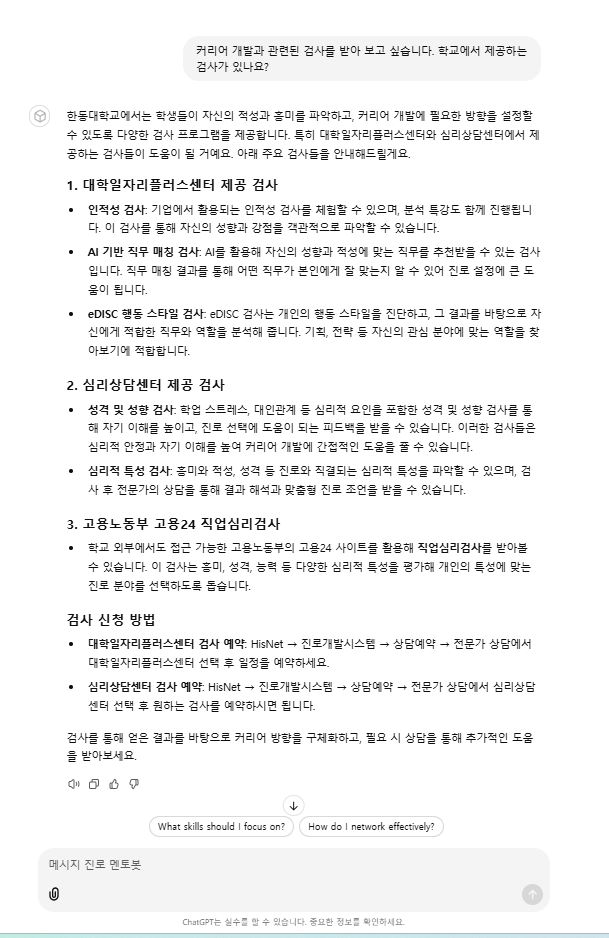 커리어 개발과 관련된 검사를 받아 보고 싶습니다. 학교에서 제공하는
검사가 있나요?
한동대학교에서는 학생들이 자신의 적성과 흥미를 파악하고, 커리어 개발에 필요한 방향을 설정할
수 있도록 다양한 검사 프로그램을 제공합니다. 특히 대학일자리플러스센터와 심리상담센터에서 제
공하는 검사들이 도움이 될 거예요. 아래 주요 검사들을 안내해드릴게요.
1. 대학일자리플러스센터 제공 검사
• 인적성 검사: 기업에서 활용되는 인적성 검사를 체험할 수 있으며, 분석 특강도 함께 진행됩니
다. 이 검사를 통해 자신의 성향과 강점을 객관적으로 파악할 수 있습니다.
• AI 기반 직무 매칭 검사: AI를 활용해 자신의 성향과 적성에 맞는 직무를 추천받을 수 있는 검사
입니다. 직무 매칭 결과를 통해 어떤 직무가 본인에게 잘 맞는지 알 수 있어 진로 설정에 큰 도
움이 됩니다.
• eDISC 행동 스타일 검사: eDISC 검사는 개인의 행동 스타일을 진단하고, 그 결과를 바탕으로 자
신에게 적합한 직무와 역할을 분석해 줍니다. 기획, 전략 등 자신의 관심 분야에 맞는 역할을 찾
아보기에 적합합니다.
2. 심리상담센터 제공 검사
• 성격 및 성향 검사: 학업 스트레스, 대인관계 등 심리적 요인을 포함한 성격 및 성향 검사를 통
해 자기 이해를 높이고, 진로 선택에 도움이 되는 피드백을 받을 수 있습니다. 이러한 검사들은
심리적 안정과 자기 이해를 높여 커리어 개발에 간접적인 도움을 줄 수 있습니다.
• 심리적 특성 검사: 흥미와 적성, 성격 등 진로와 직결되는 심리적 특성을 파악할 수 있으며, 검
사 후 전문가의 상담을 통해 결과 해석과 맞춤형 진로 조언을 받을 수 있습니다.
3. 고용노동부 고용24 직업심리검사
• 학교 외부에서도 접근 가능한 고용노동부의 고용24 사이트를 활용해 직업심리검사를 받아볼
수 있습니다. 이 검사는 흥미, 성격, 능력 등 다양한 심리적 특성을 평가해 개인의 특성에 맞는
진로 분야를 선택하도록 돕습니다.
검사 신청 방법
• 대학일자리플러스센터 검사 예약: HisNet → 진로개발시스템 → 상담예약 → 전문가 상담에서
대학일자리플러스센터 선택 후 일정을 예약하세요.
• 심리상담센터 검사 예약: HisNet → 진로개발시스템 → 상담예약 → 전문가 상담에서 심리상담
센터 선택 후 원하는 검사를 예약하시면 됩니다.
검사를 통해 얻은 결과를 바탕으로 커리어 방향을 구체화하고, 필요 시 상담을 통해 추가적인 도움
을 받아보세요.
What skills should I focus on? How do I network effectively?
메시지 진로 멘토봇
ChatGPT는 실수를 할 수 있습니다. 중요한 정보를 확인하세요.